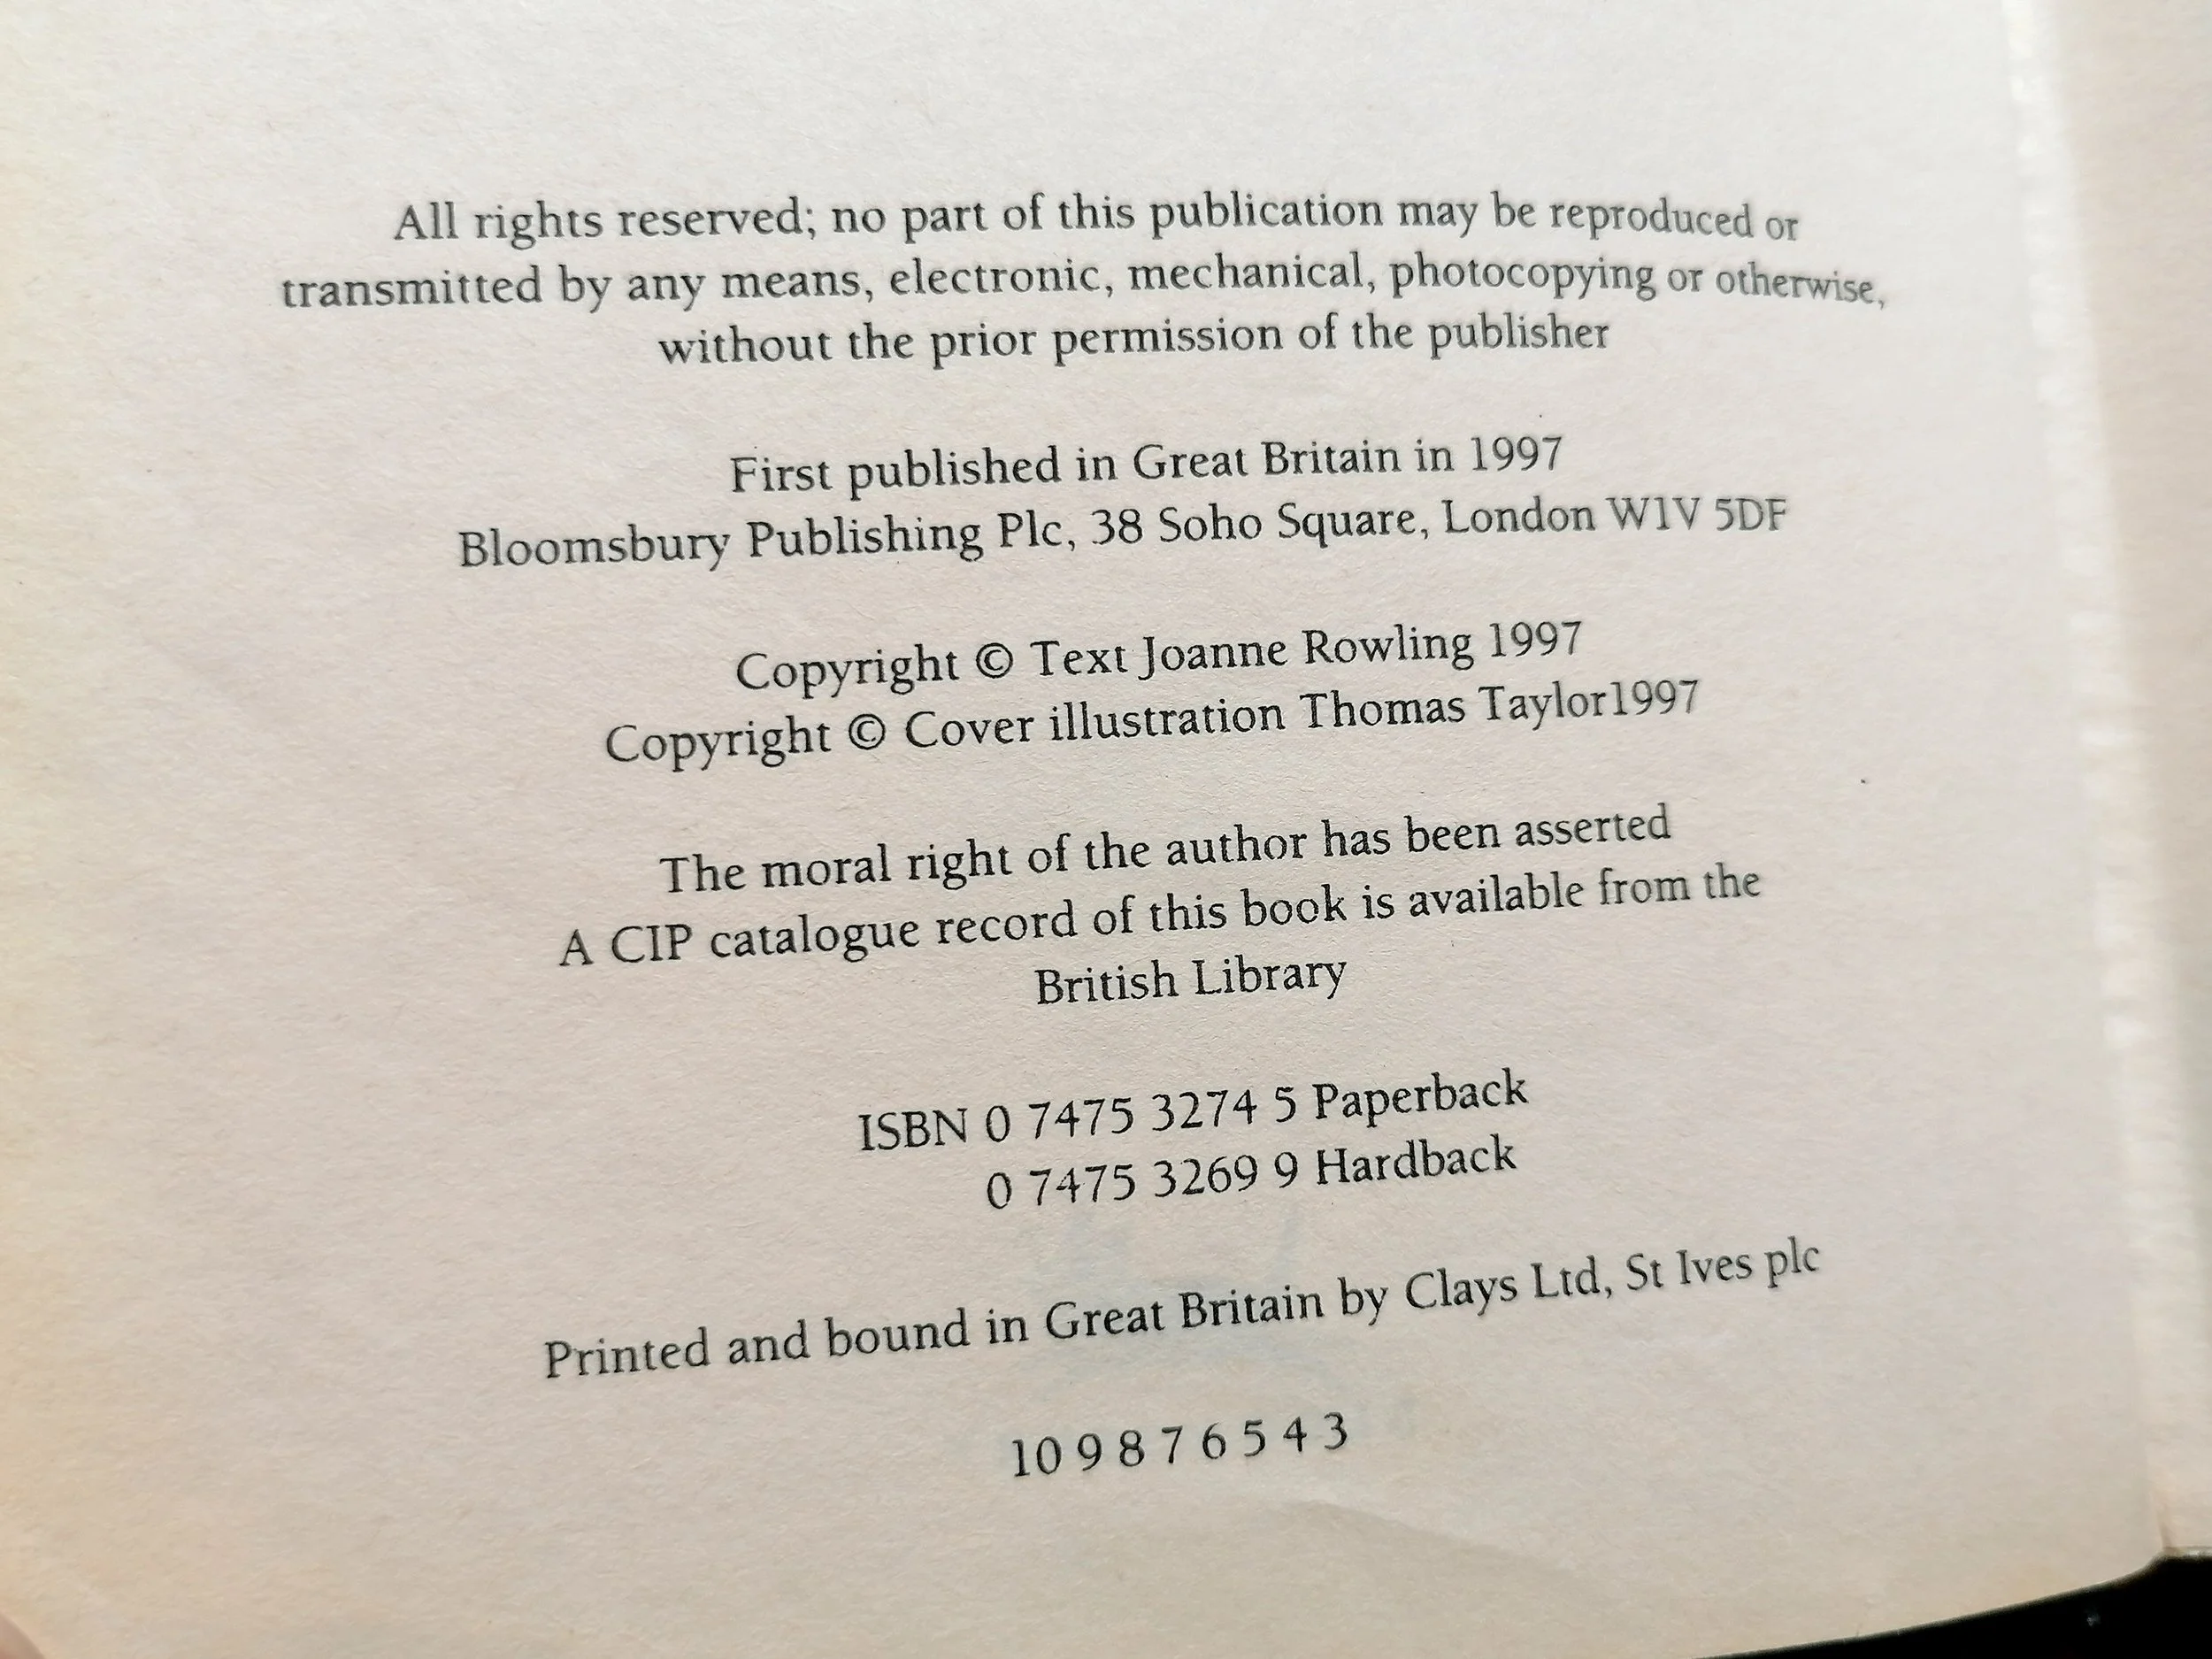 All rights reserved; no part of this publication may be reproduced or
transmitted by any means, electronic, mechanical, photocopying or otherwise,
without the prior permission of the publisher
First published in Great Britain in 1997
Bloomsbury Publishing Plc, 38 Soho Square, London W1V 5DF
Copyright © Text Joanne Rowling 1997
Copyright © Cover illustration Thomas Taylor1997
The moral right of the author has been asserted
A CIP catalogue record of this book is available from the
British Library
ISBN 0 7475 3274 5 Paperback
0 7475 3269 9 Hardback
Printed and bound in Great Britain by Clays Ltd, St Ives plc
10 9 8 7 6 5 4 3